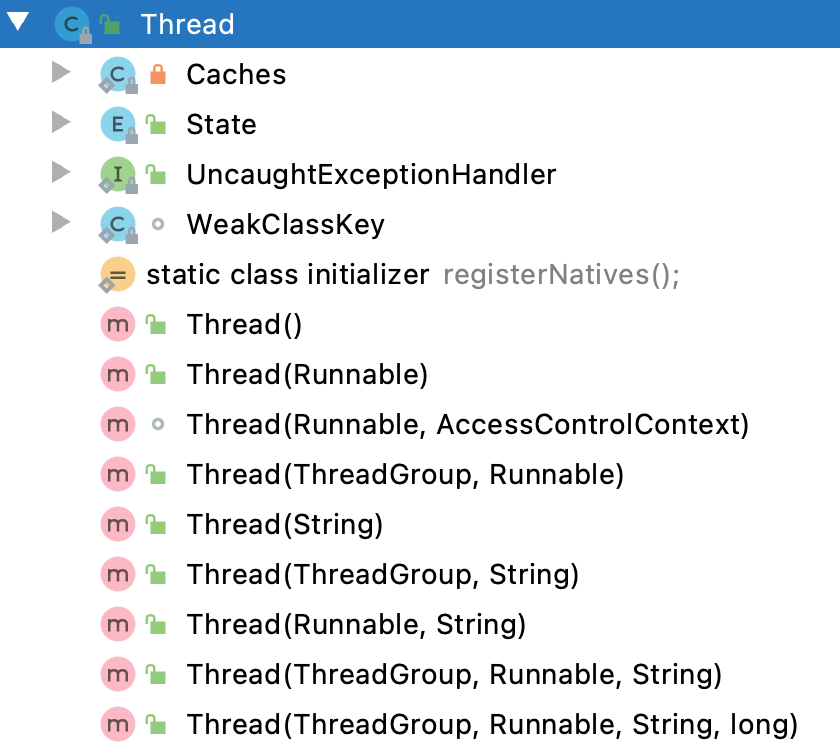 C Thread
C Caches
E State
I UncaughtExceptionHandler
C WeakClassKey
= static class initializer registerNatives();
m Thread()
m Thread(Runnable)
m Thread(Runnable, AccessControlContext)
m Thread(ThreadGroup, Runnable)
m Thread(String)
m Thread(ThreadGroup, String)
m Thread(Runnable, String)
m Thread(ThreadGroup, Runnable, String)
m Thread(ThreadGroup, Runnable, String, long)